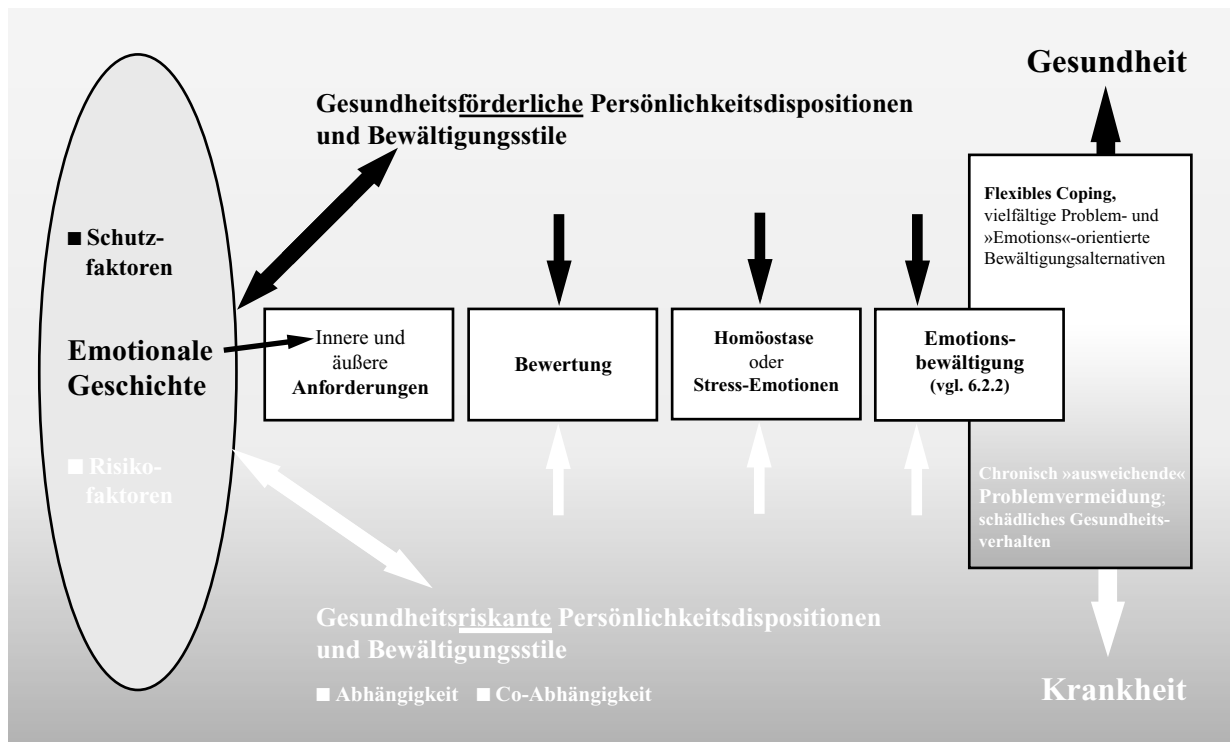 Gesundheit
Gesundheitsförderliche Persönlichkeitsdispositionen
und Bewältigungsstile
Flexibles Coping,
vielfältige Problem- und
»Emotions«-orientierte
Bewältigungsalternativen
■ Schutz-
faktoren
Emotionale
Geschichte
Innere und
äußere
Anforderungen
Bewertung
Homöostase
oder
Stress-Emotionen
Emotions-
bewältigung
(vgl. 6.2.2)
■ Risiko-
faktoren
Chronisch »ausweichende«
Problemvermeidung;
schädliches Gesundheits-
verhalten
Gesundheitsriskante Persönlichkeitsdispositionen
und Bewältigungsstile
■ Abhängigkeit ■ Co-Abhängigkeit
Krankheit